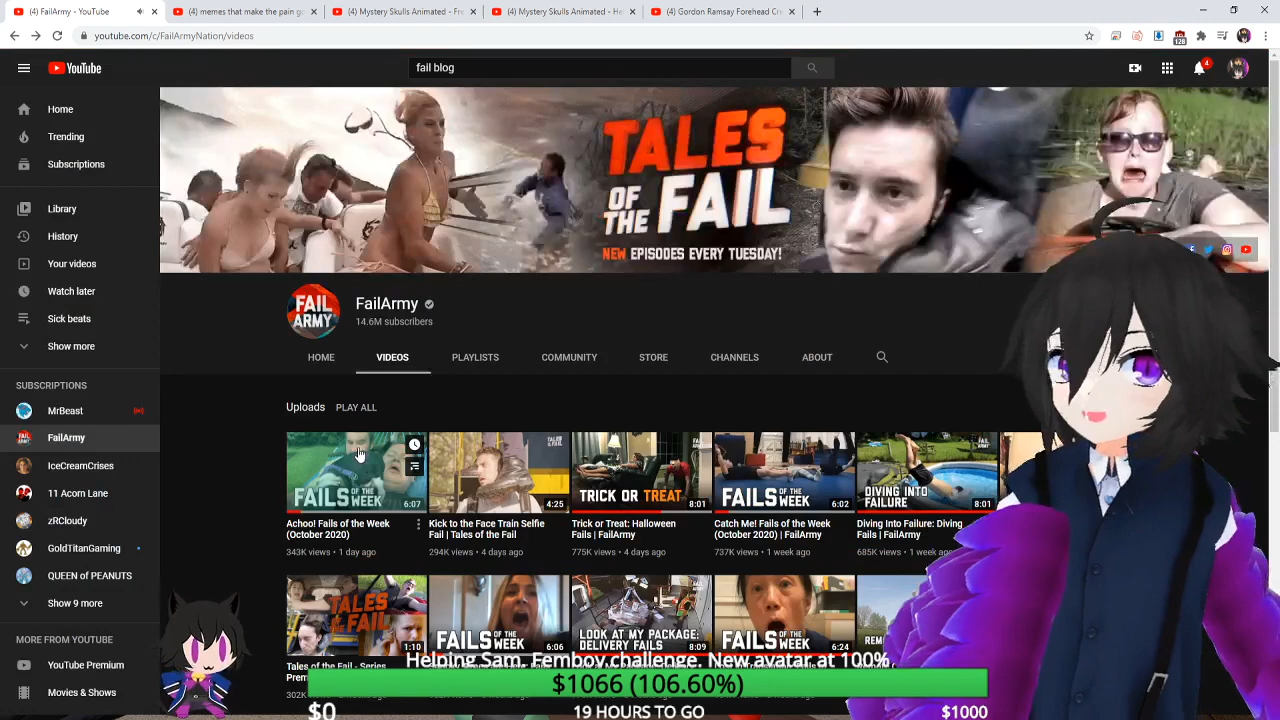 (4) FailArmy - YouTube
(4) memes that make the pain go
(4) Mystery Skulls Animated - Fre
(4) Mystery Skulls Animated - He
(4) Gordon Ramsay Forehead Cr
youtube.com/c/FailArmyNation/videos
128
YouTube
fail blog
4
Home
Trending
Subscriptions
Library
History
Your videos
Watch later
Sick beats
Show more
SUBSCRIPTIONS
MrBeast
FailArmy
IceCreamCrises
11 Acorn Lane
zRCloudy
GoldTitanGaming
QUEEN of PEANUTS
Show 9 more
MORE FROM YOUTUBE
YouTube Premium
Movies & Shows
TALES
OF THE FAIL
NEW EPISODES EVERY TUESDAY!
FAIL
ARMY
FailArmy
14.6M subscribers
HOME VIDEOS PLAYLISTS COMMUNITY STORE CHANNELS ABOUT
Uploads PLAY ALL
FAILS OF THE WEEK 6:07
Achoo! Fails of the Week
(October 2020)
343K views • 1 day ago
4:25
Kick to the Face Train Selfie
Fail | Tales of the Fail
294K views • 4 days ago
TRICK OR TREAT 8:01
Trick or Treat: Halloween
Fails | FailArmy
775K views • 4 days ago
FAILS OF THE WEEK 6:02
Catch Me! Fails of the Week
(October 2020) | FailArmy
737K views • 1 week ago
DIVING INTO FAILURE 8:01
Diving Into Failure: Diving
Fails | FailArmy
685K views • 1 week
TALES OF THE FAIL 1:10
Tales of the Fail - Series
302K
FAILS OF THE WEEK 6:06
LOOK AT MY PACKAGE: DELIVERY FAILS 8:09
FAILS OF THE WEEK 6:24
Helping Sam. Femboy challenge. New avatar at 100%
$1066 (106.60%)
$0 19 HOURS TO GO $1000